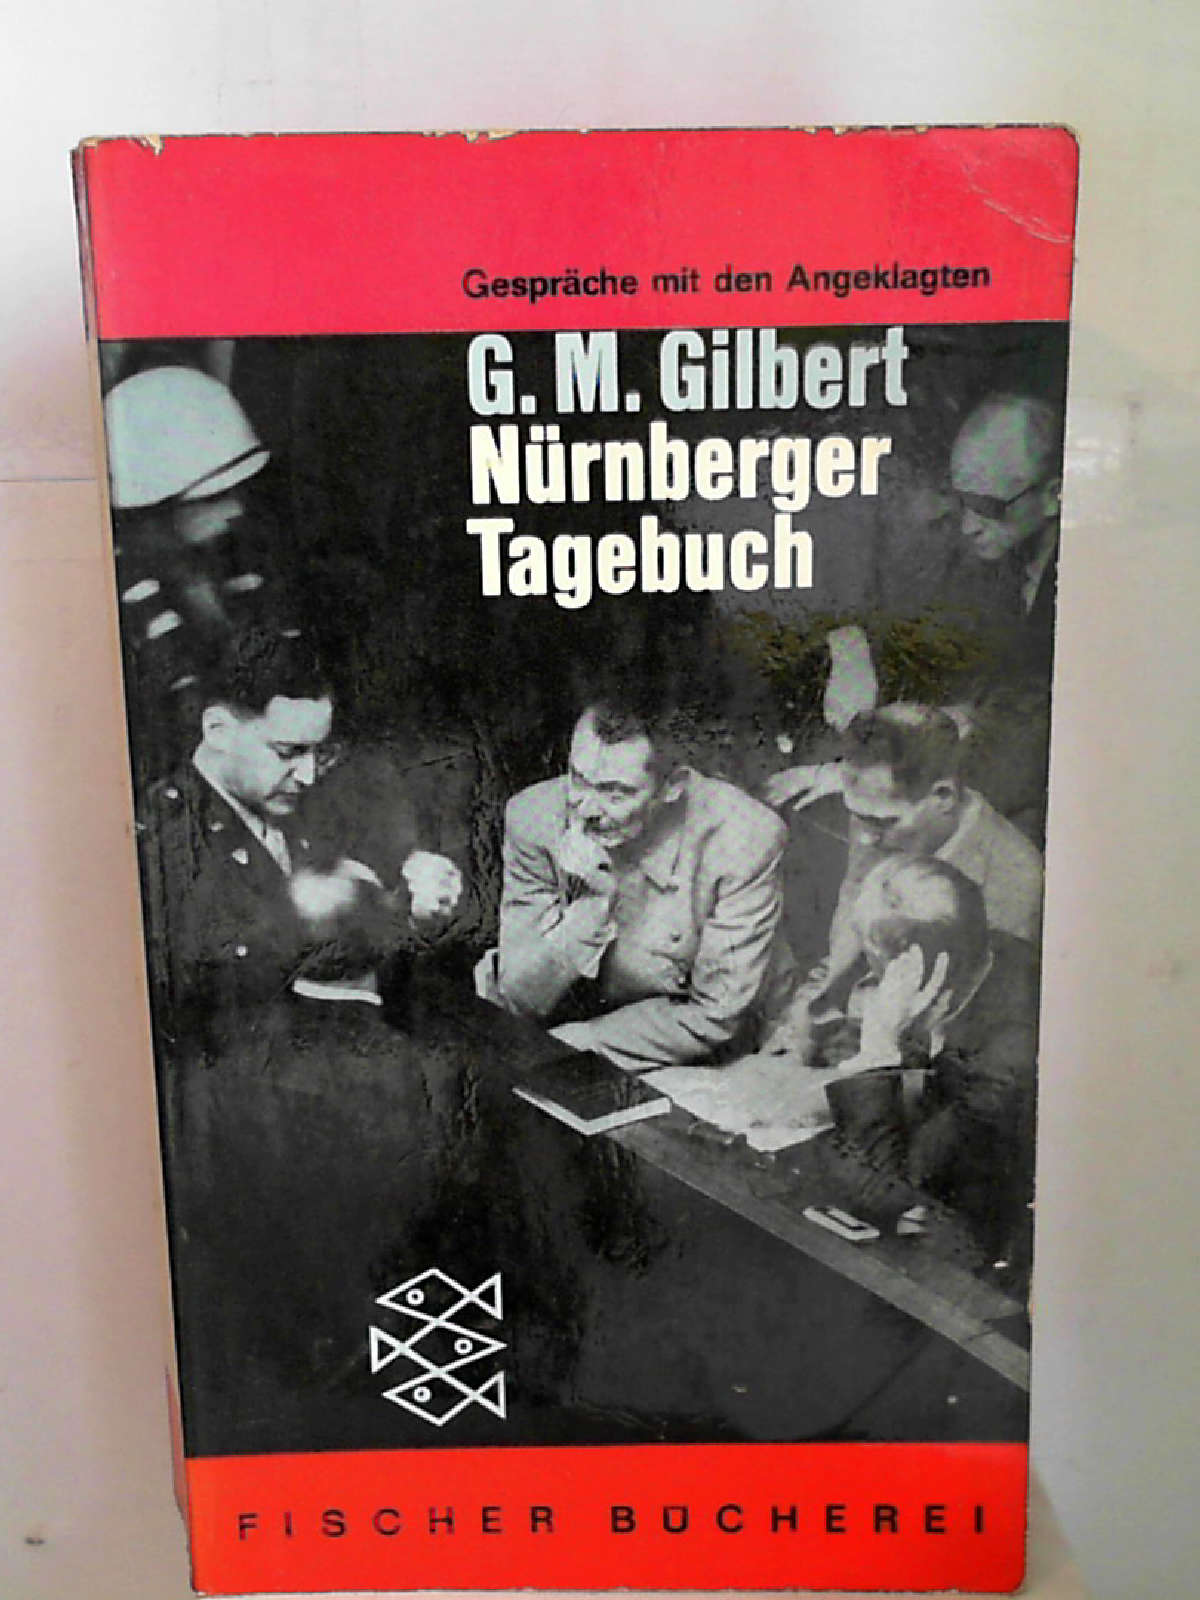 Gespräche mit den Angeklagten
G. M. Gilbert
Nürnberger
Tagebuch
FISCHER BÜCHEREI